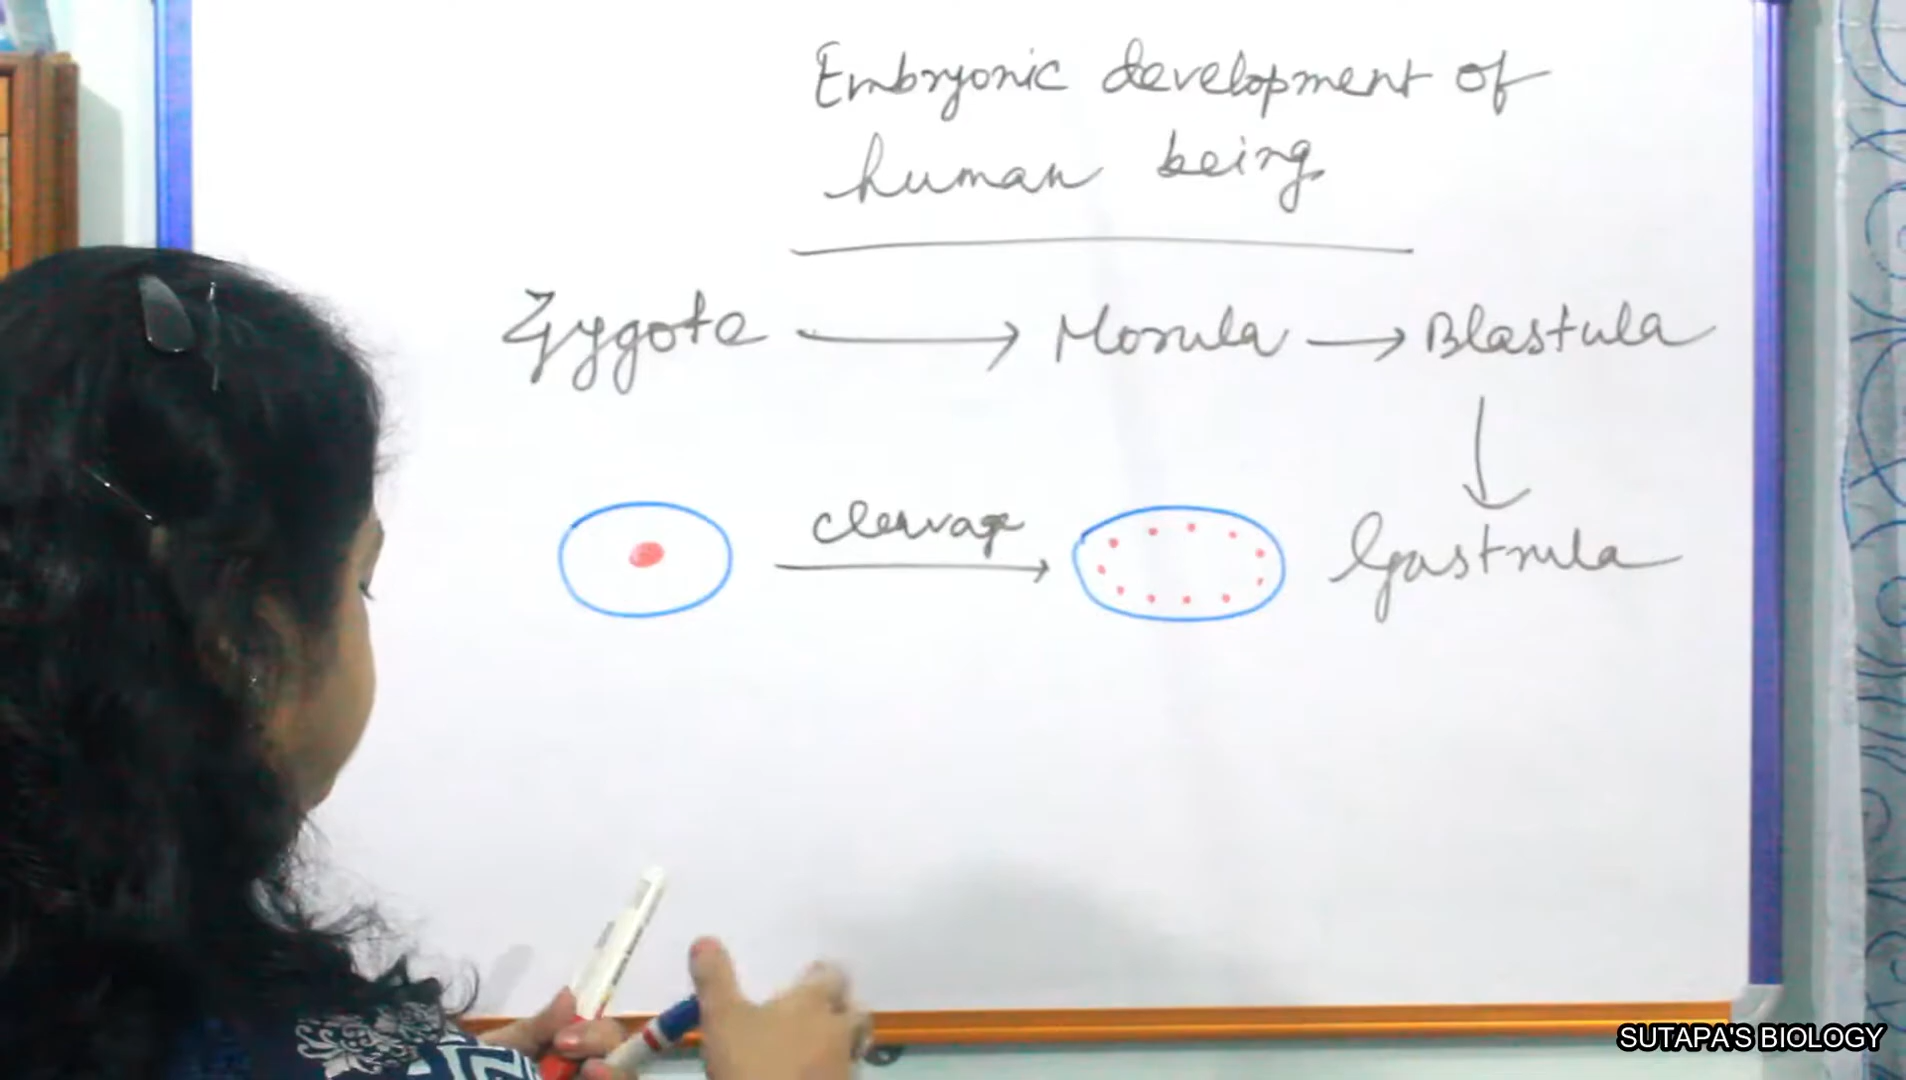 Embryonic development of
human being
Zygote → Morula → Blastula
↓
Cleavage →
Gastrula
SUTAPA'S BIOLOGY